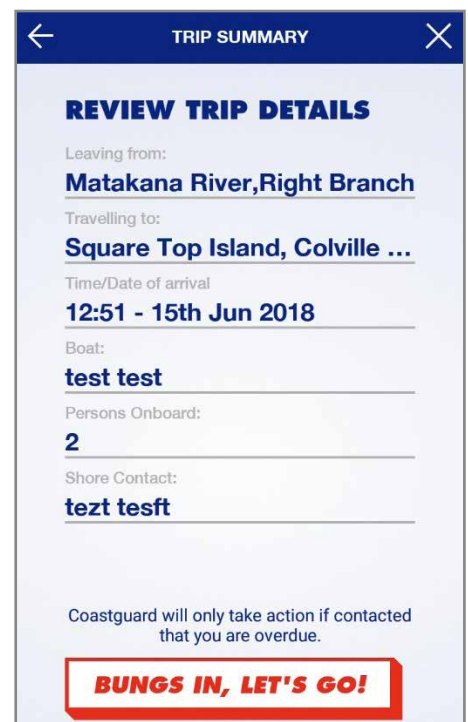 TRIP SUMMARY
REVIEW TRIP DETAILS
Leaving from:
Matakana River,Right Branch
Travelling to:
Square Top Island, Colville ...
Time/Date of arrival
12:51 - 15th Jun 2018
Boat:
test test
Persons Onboard:
2
Shore Contact:
tezt tesft
Coastguard will only take action if contacted
that you are overdue.
BUNGS IN, LET'S GO!